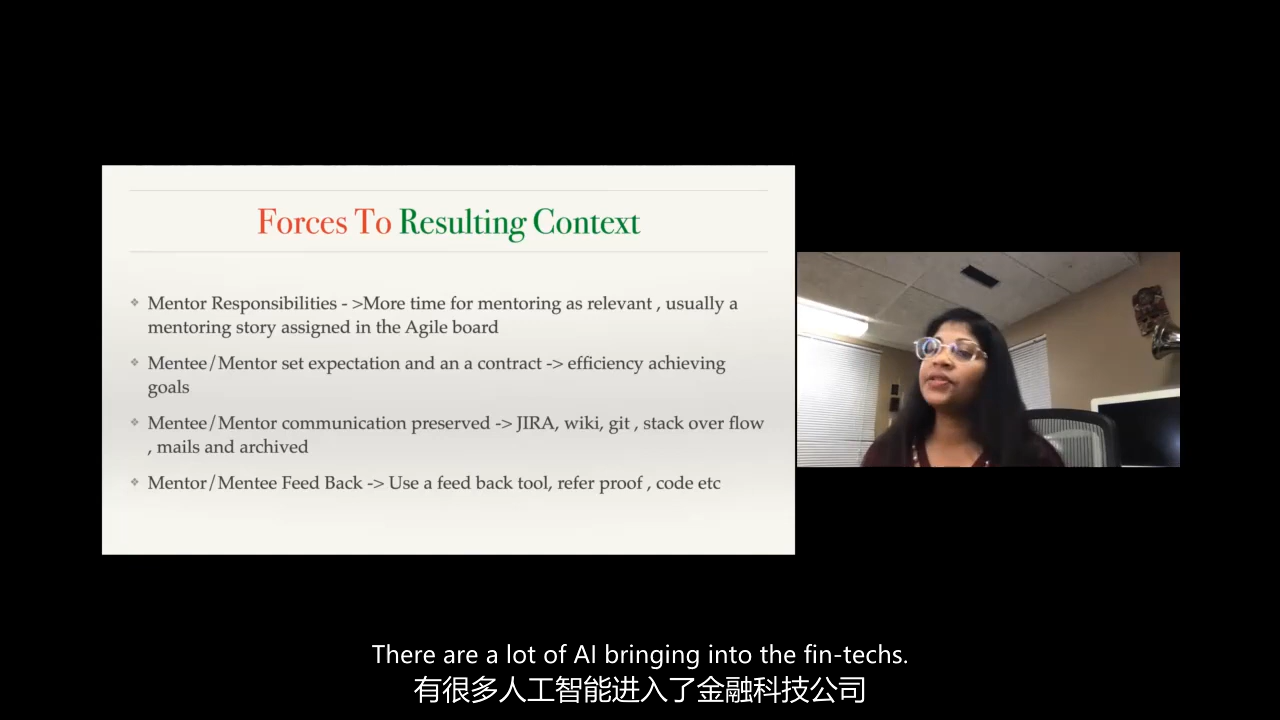 Forces To Resulting Context
Mentor Responsibilities - >More time for mentoring as relevant , usually a
mentoring story assigned in the Agile board
Mentee/Mentor set expectation and an a contract -> efficiency achieving
goals
Mentee/Mentor communication preserved -> JIRA, wiki, git , stack over flow
, mails and archived
Mentor/Mentee Feed Back -> Use a feed back tool, refer proof , code etc
There are a lot of AI bringing into the fin-techs.
有很多人工智能进入了金融科技公司